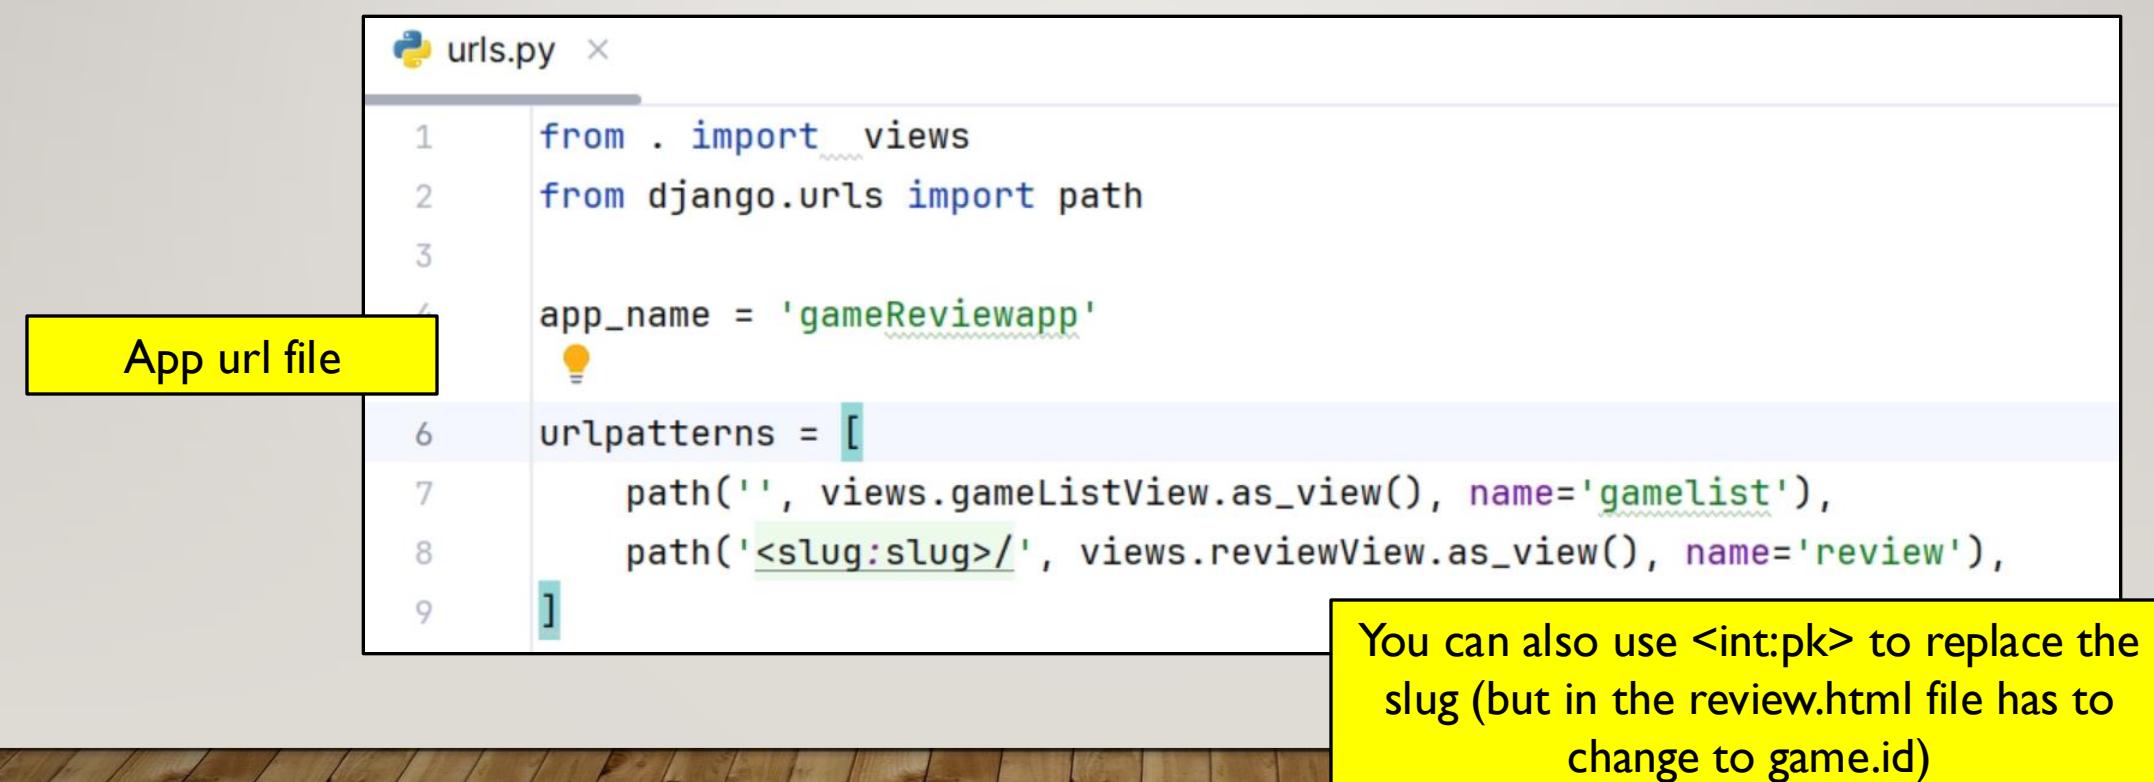 urls.py ×
1 from . import  views
2 from django.urls import path
3
app_name = 'gameReviewapp'
App url file
6 urlpatterns = [
7     path('', views.gameListView.as_view(), name='gamelist'),
8     path('<slug:slug>/', views.reviewView.as_view(), name='review'),
9 ]
You can also use <int:pk> to replace the
slug (but in the review.html file has to
change to game.id)